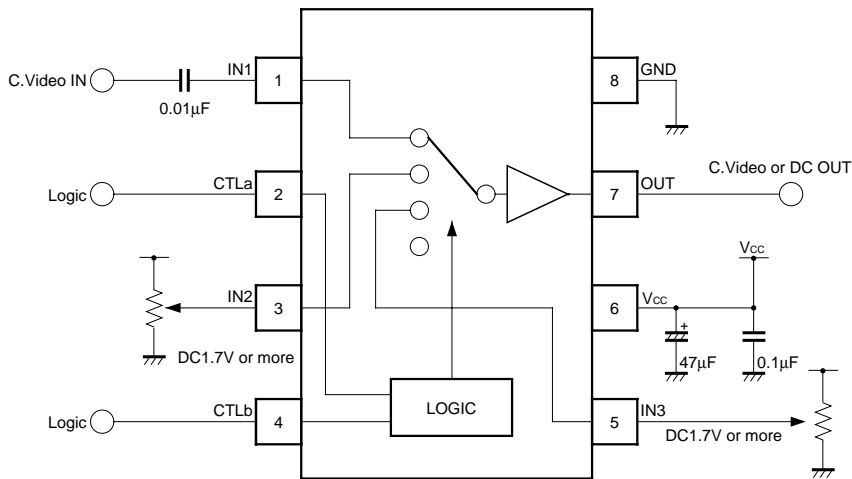 C.Video IN
0.01μF
IN1
1
8
GND
Logic
CTLa
2
7
OUT
C.Video or DC OUT
IN2
3
DC1.7V or more
6
Vcc
Vcc
+
47μF
0.1μF
Logic
CTLb
4
LOGIC
5
IN3
DC1.7V or more